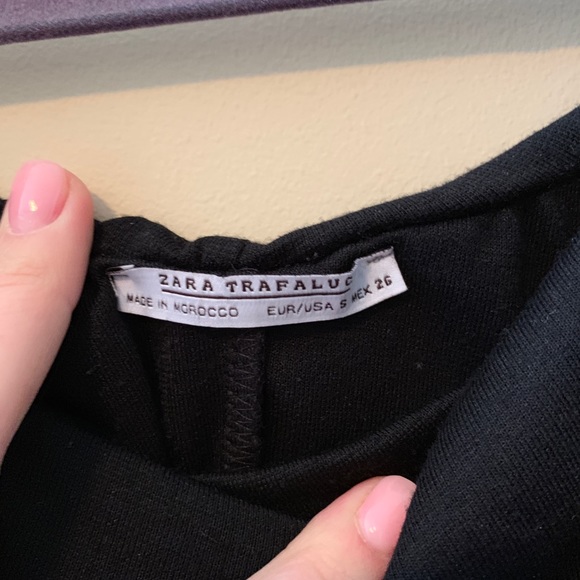 ZARA TRAFALUC
MADE IN MOROCCO EUR/USA S MEX 26